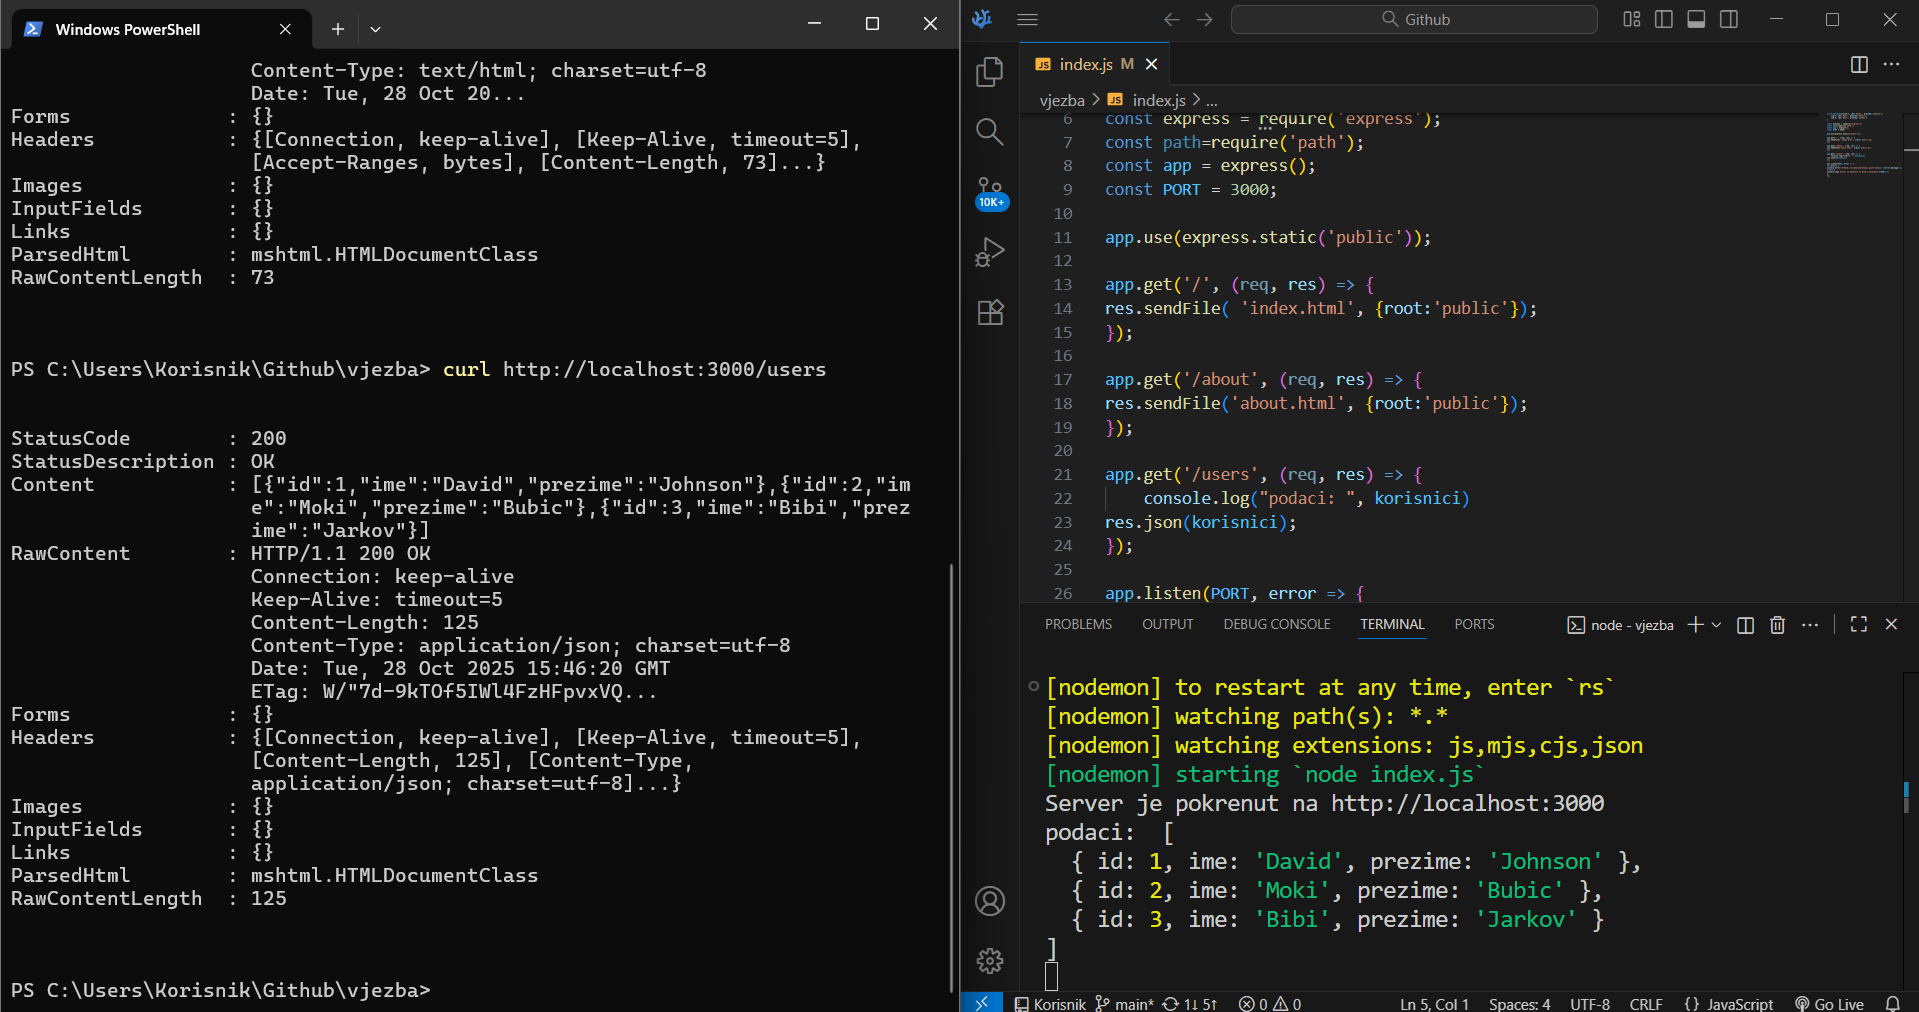 Windows PowerShell
Content-Type: text/html; charset=utf-8
Date: Tue, 28 Oct 20...
Forms : {}
Headers : {[Connection, keep-alive], [Keep-Alive, timeout=5],
[Accept-Ranges, bytes], [Content-Length, 73]...}
Images : {}
InputFields : {}
Links : {}
ParsedHtml : mshtml.HTMLDocumentClass
RawContentLength : 73
PS C:\Users\Korisnik\Github\vjezba> curl http://localhost:3000/users
StatusCode : 200
StatusDescription : OK
Content : [{"id":1,"ime":"David","prezime":"Johnson"},{"id":2,"im
e":"Moki","prezime":"Bubic"},{"id":3,"ime":"Bibi","prez
ime":"Jarkov"}]
RawContent : HTTP/1.1 200 OK
Connection: keep-alive
Keep-Alive: timeout=5
Content-Length: 125
Content-Type: application/json; charset=utf-8
Date: Tue, 28 Oct 2025 15:46:20 GMT
ETag: W/"7d-9kTOf5IWl4FzHFpvxVQ...
Forms : {}
Headers : {[Connection, keep-alive], [Keep-Alive, timeout=5],
[Content-Length, 125], [Content-Type,
application/json; charset=utf-8]...}
Images : {}
InputFields : {}
Links : {}
ParsedHtml : mshtml.HTMLDocumentClass
RawContentLength : 125
PS C:\Users\Korisnik\Github\vjezba>
Github
JS index.js M
vjezba > JS index.js > ...
10K+
6 const express = require('express');
7 const path=require('path');
8 const app = express();
9 const PORT = 3000;
10
11 app.use(express.static('public'));
12
13 app.get('/', (req, res) => {
14 res.sendFile( 'index.html', {root:'public'});
15 });
16
17 app.get('/about', (req, res) => {
18 res.sendFile('about.html', {root:'public'});
19 });
20
21 app.get('/users', (req, res) => {
22 console.log("podaci: ", korisnici)
23 res.json(korisnici);
24 });
25
26 app.listen(PORT, error => {
PROBLEMS OUTPUT DEBUG CONSOLE TERMINAL PORTS node - vjezba
[nodemon] to restart at any time, enter `rs`
[nodemon] watching path(s): *.*
[nodemon] watching extensions: js,mjs,cjs,json
[nodemon] starting `node index.js`
Server je pokrenut na http://localhost:3000
podaci:  [
{ id: 1, ime: 'David', prezime: 'Johnson' },
{ id: 2, ime: 'Moki', prezime: 'Bubic' },
{ id: 3, ime: 'Bibi', prezime: 'Jarkov' }
]
Korisnik main* 1↓ 5↑ 0 0 Ln 5, Col 1 Spaces: 4 UTF-8 CRLF {} JavaScript Go Live